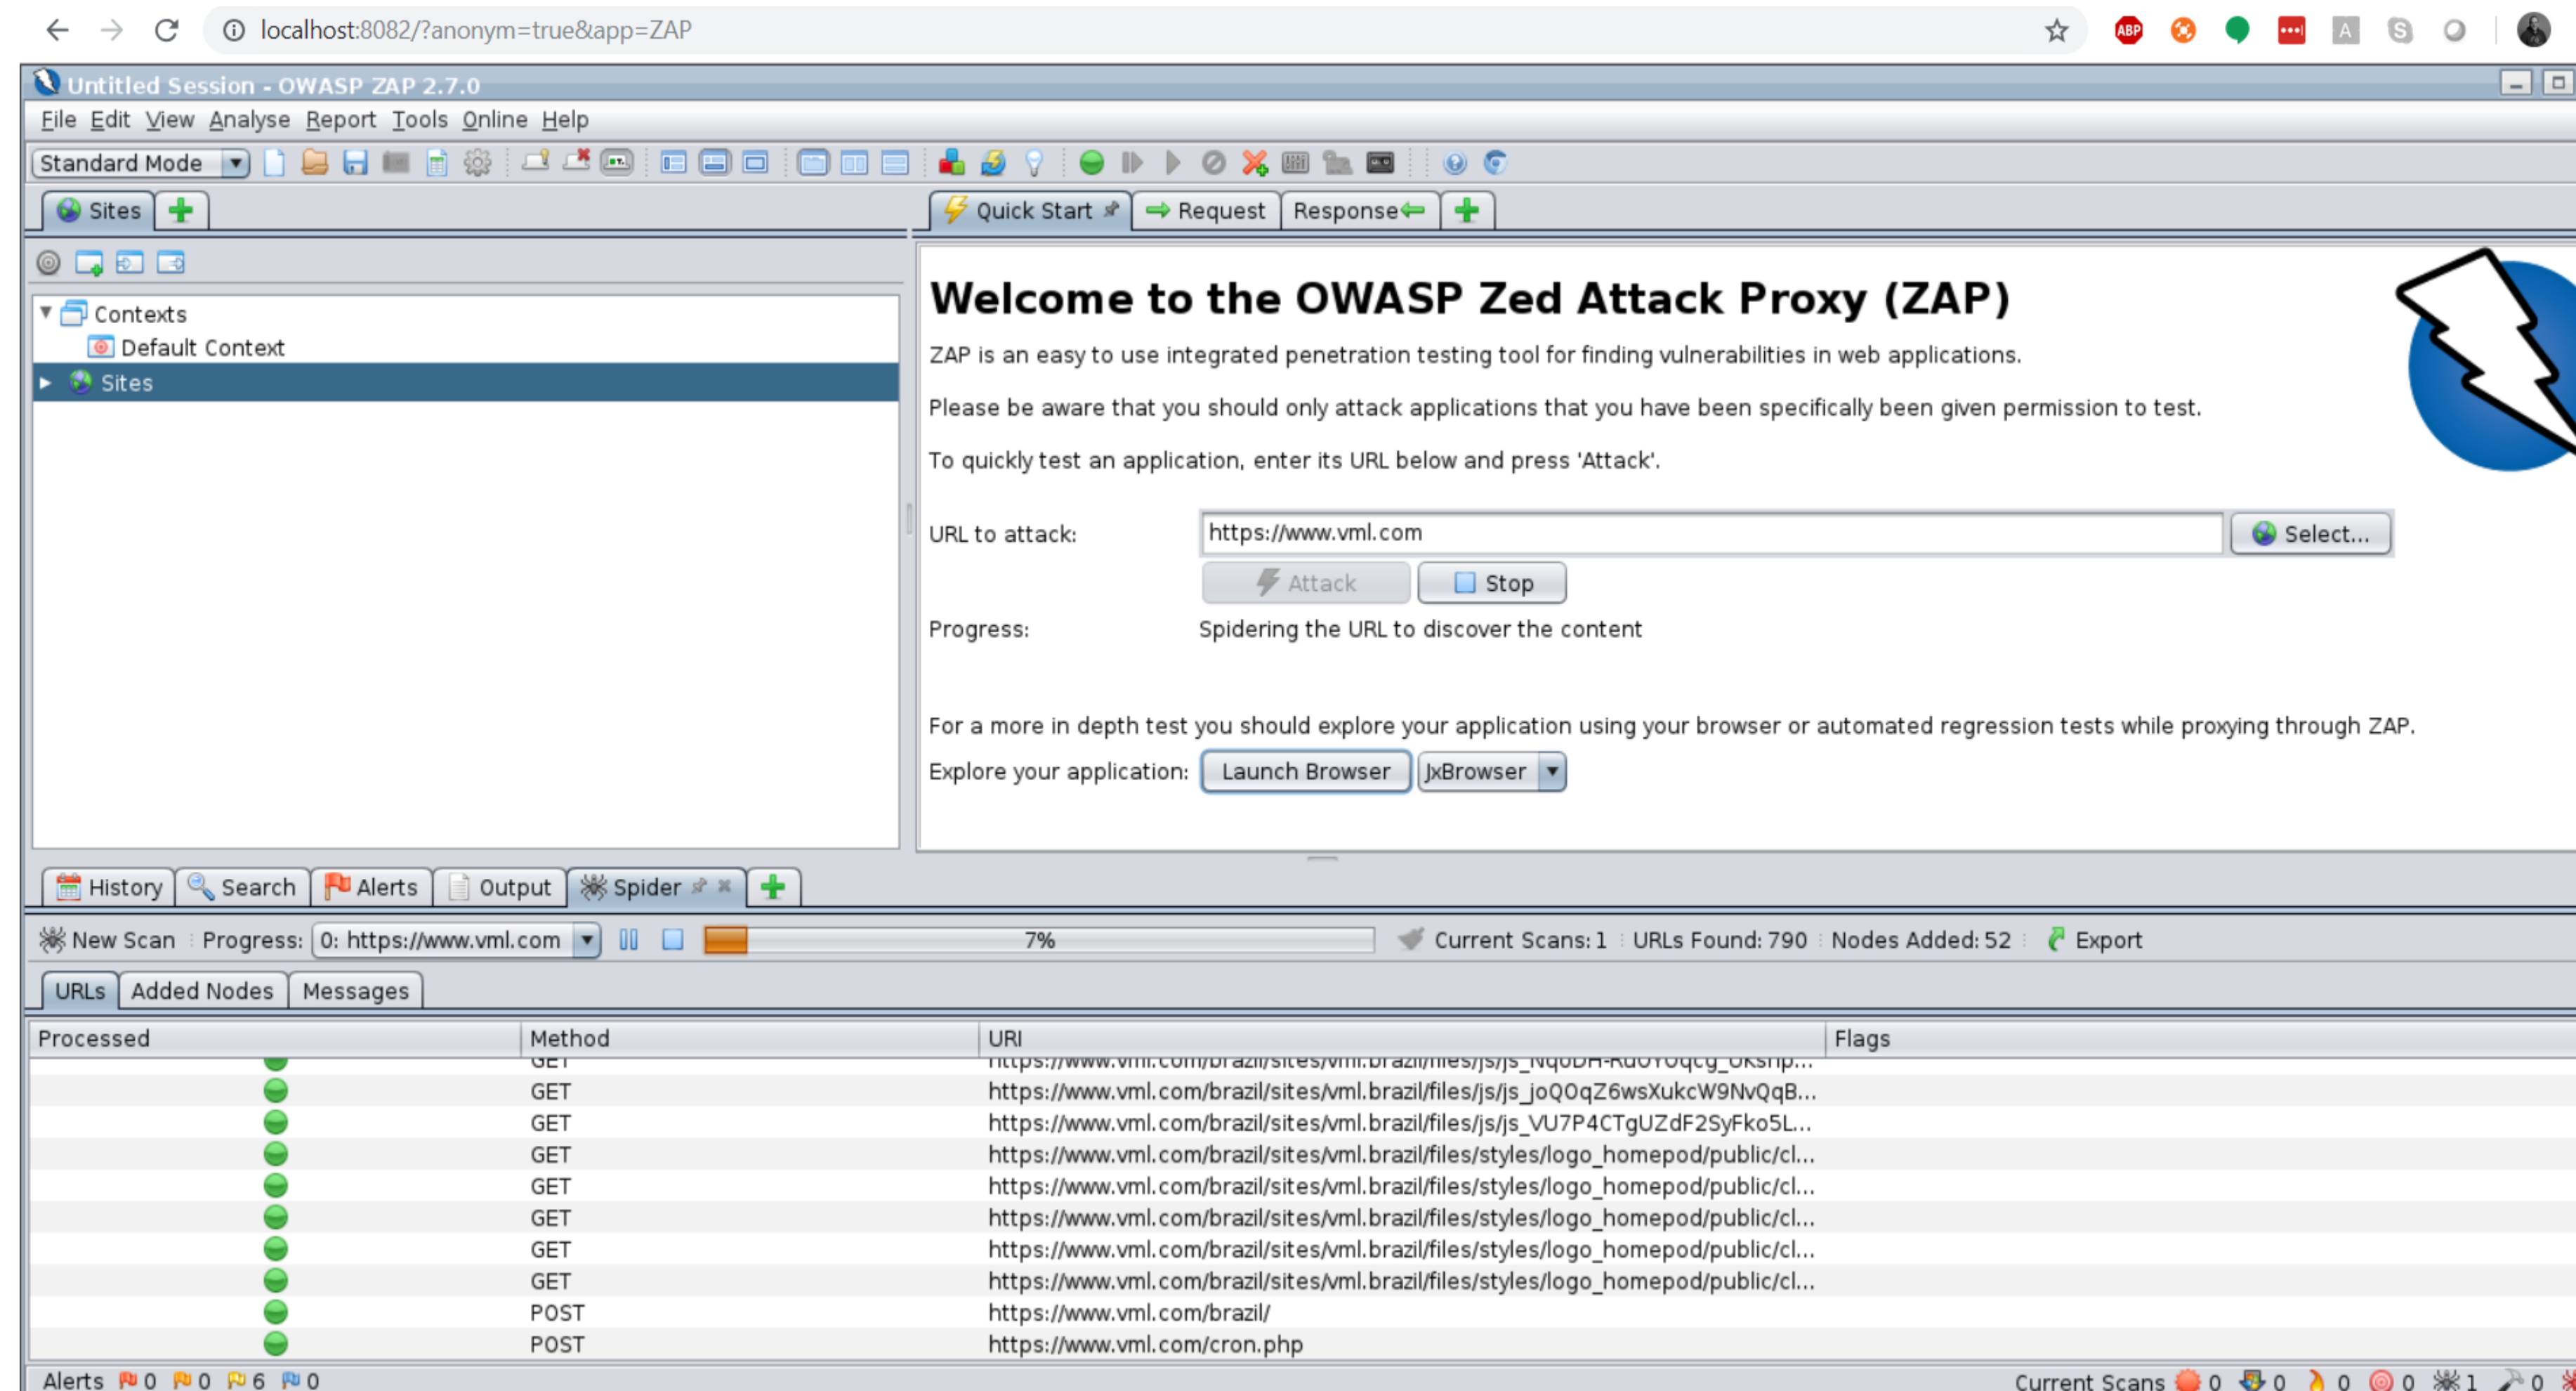 localhost:8082/?anonym=true&app=ZAP
ABP
A
S
Untitled Session - OWASP ZAP 2.7.0
File Edit View Analyse Report Tools Online Help
Standard Mode
Sites
Quick Start
Request
Response
Contexts
Default Context
Sites
Welcome to the OWASP Zed Attack Proxy (ZAP)
ZAP is an easy to use integrated penetration testing tool for finding vulnerabilities in web applications.
Please be aware that you should only attack applications that you have been specifically been given permission to test.
To quickly test an application, enter its URL below and press 'Attack'.
URL to attack: https://www.vml.com Select...
Attack Stop
Progress: Spidering the URL to discover the content
For a more in depth test you should explore your application using your browser or automated regression tests while proxying through ZAP.
Explore your application: Launch Browser JxBrowser
History Search Alerts Output Spider
New Scan Progress: 0: https://www.vml.com 7% Current Scans: 1 URLs Found: 790 Nodes Added: 52 Export
URLs Added Nodes Messages
Processed Method URI Flags
GET
GET https://www.vml.com/brazil/sites/vml.brazil/files/js/js_joQOqZ6wsXukcW9NvQqB...
GET https://www.vml.com/brazil/sites/vml.brazil/files/js/js_VU7P4CTgUZdF2SyFko5L...
GET https://www.vml.com/brazil/sites/vml.brazil/files/styles/logo_homepod/public/cl...
GET https://www.vml.com/brazil/sites/vml.brazil/files/styles/logo_homepod/public/cl...
GET https://www.vml.com/brazil/sites/vml.brazil/files/styles/logo_homepod/public/cl...
GET https://www.vml.com/brazil/sites/vml.brazil/files/styles/logo_homepod/public/cl...
GET https://www.vml.com/brazil/sites/vml.brazil/files/styles/logo_homepod/public/cl...
POST https://www.vml.com/brazil/
POST https://www.vml.com/cron.php
Alerts 0 0 6 0 Current Scans 0 0 0 0 1 0